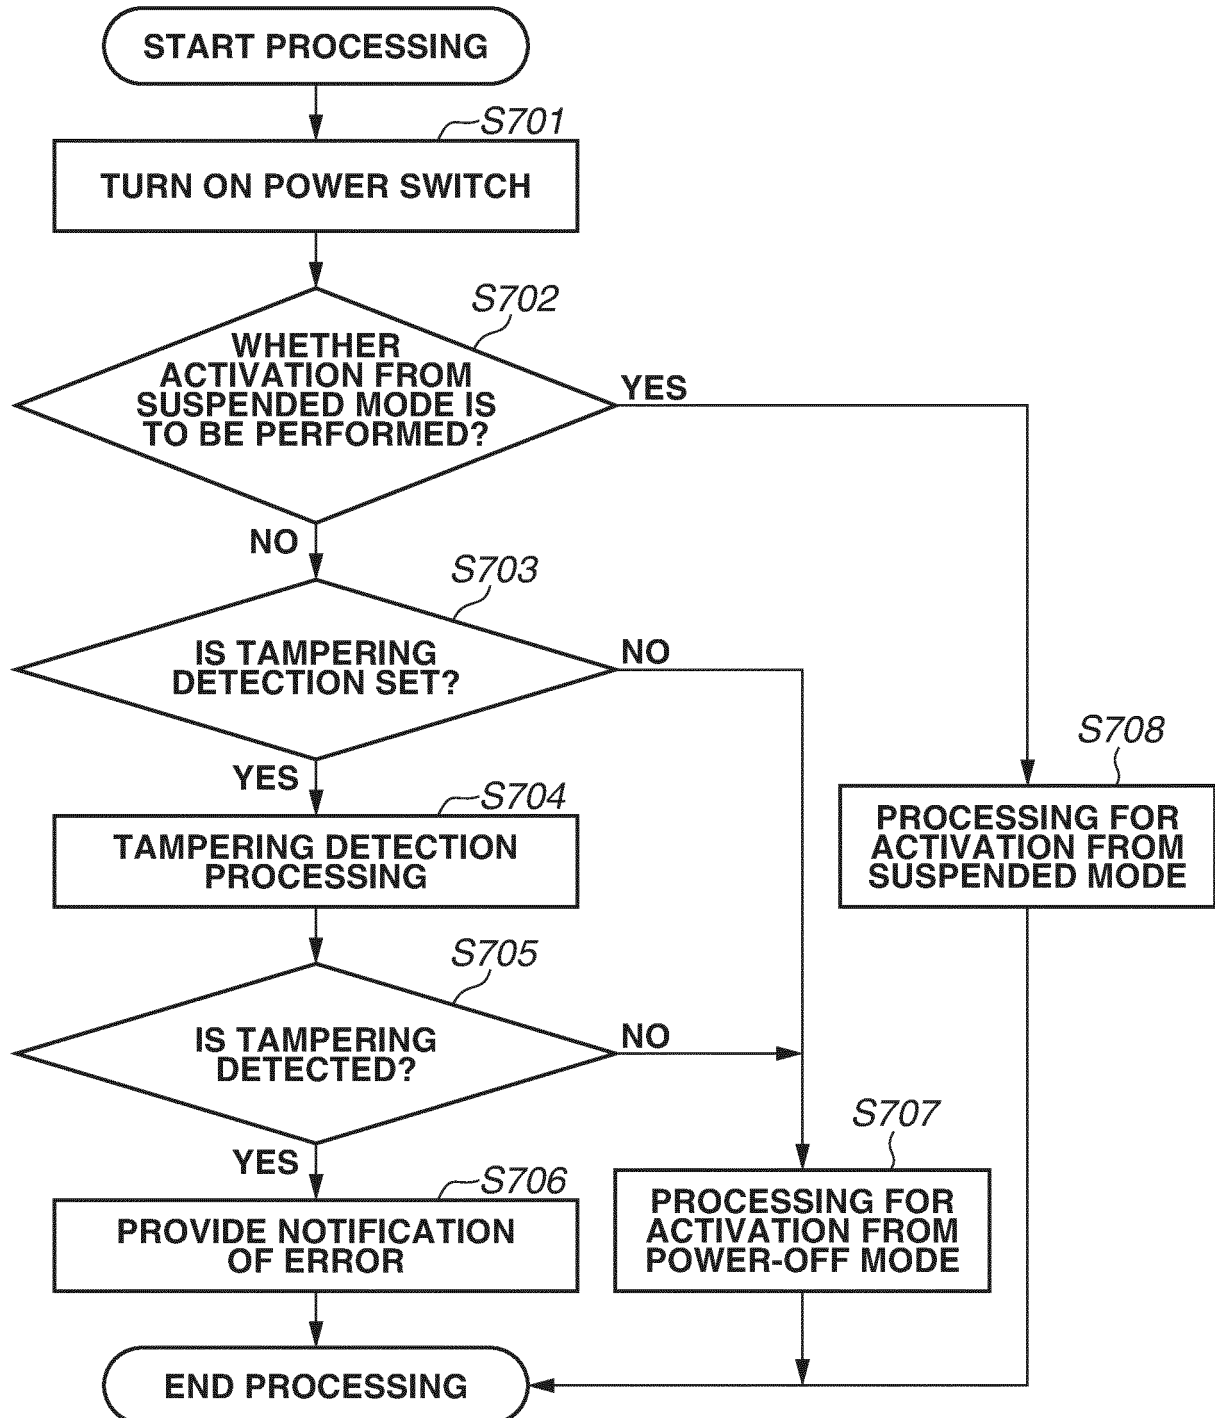 START PROCESSING
S701
TURN ON POWER SWITCH
S702
WHETHER
ACTIVATION FROM
SUSPENDED MODE IS
TO BE PERFORMED?
YES
NO
S703
IS TAMPERING
DETECTION SET?
NO
YES
S704
TAMPERING DETECTION
PROCESSING
S708
PROCESSING FOR
ACTIVATION FROM
SUSPENDED MODE
S705
IS TAMPERING
DETECTED?
NO
YES
S706
PROVIDE NOTIFICATION
OF ERROR
S707
PROCESSING FOR
ACTIVATION FROM
POWER-OFF MODE
END PROCESSING